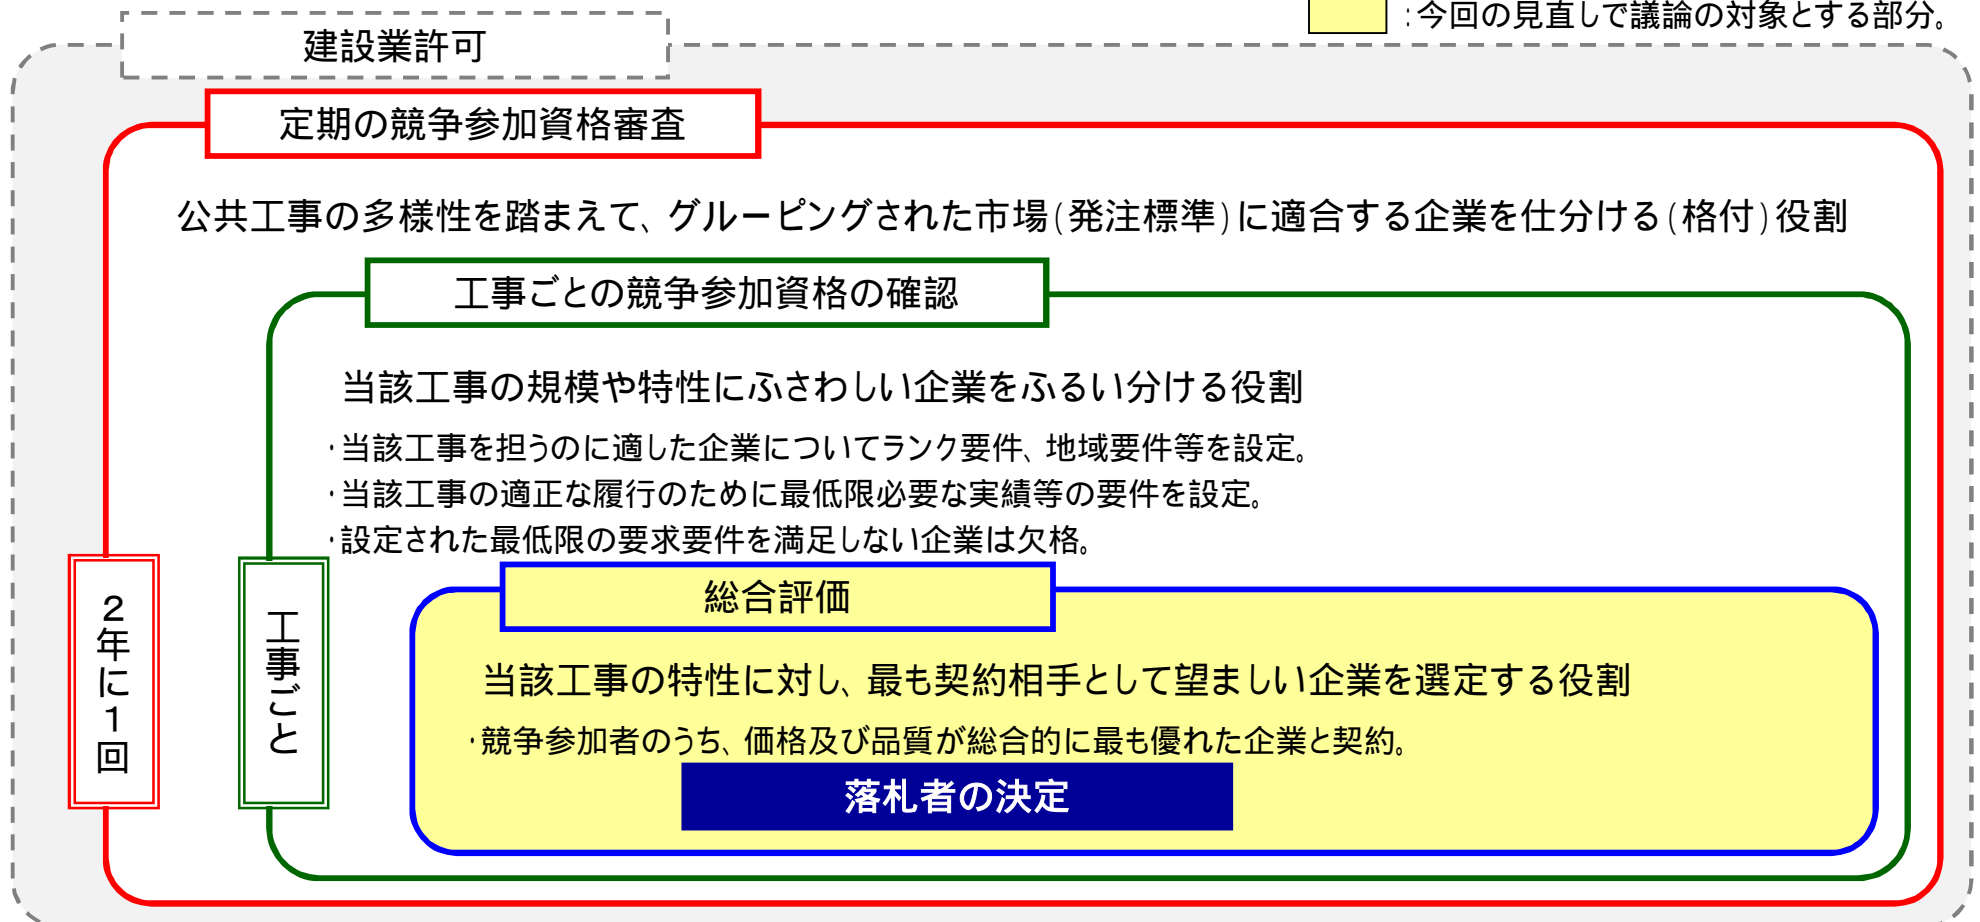 ：今回の見直しで議論の対象とする部分。
建設業許可
定期の競争参加資格審査
公共工事の多様性を踏まえて、グルーピングされた市場(発注標準)に適合する企業を仕分ける(格付)役割
工事ごとの競争参加資格の確認
当該工事の規模や特性にふさわしい企業をふるい分ける役割
・当該工事を担うのに適した企業についてランク要件、地域要件等を設定。
・当該工事の適正な履行のために最低限必要な実績等の要件を設定。
・設定された最低限の要求要件を満足しない企業は欠格。
２年に１回
工事ごと
総合評価
当該工事の特性に対し、最も契約相手として望ましい企業を選定する役割
・競争参加者のうち、価格及び品質が総合的に最も優れた企業と契約。
落札者の決定